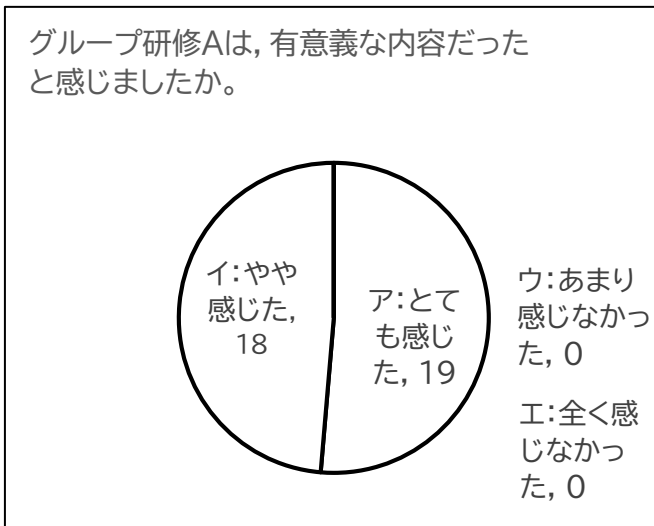 グループ研修Aは，有意義な内容だった
と感じましたか。
イ：やや
感じた，
18
ア：とて
も感じ
た，19
ウ：あまり
感じなかっ
た，0
エ：全く感
じなかっ
た，0